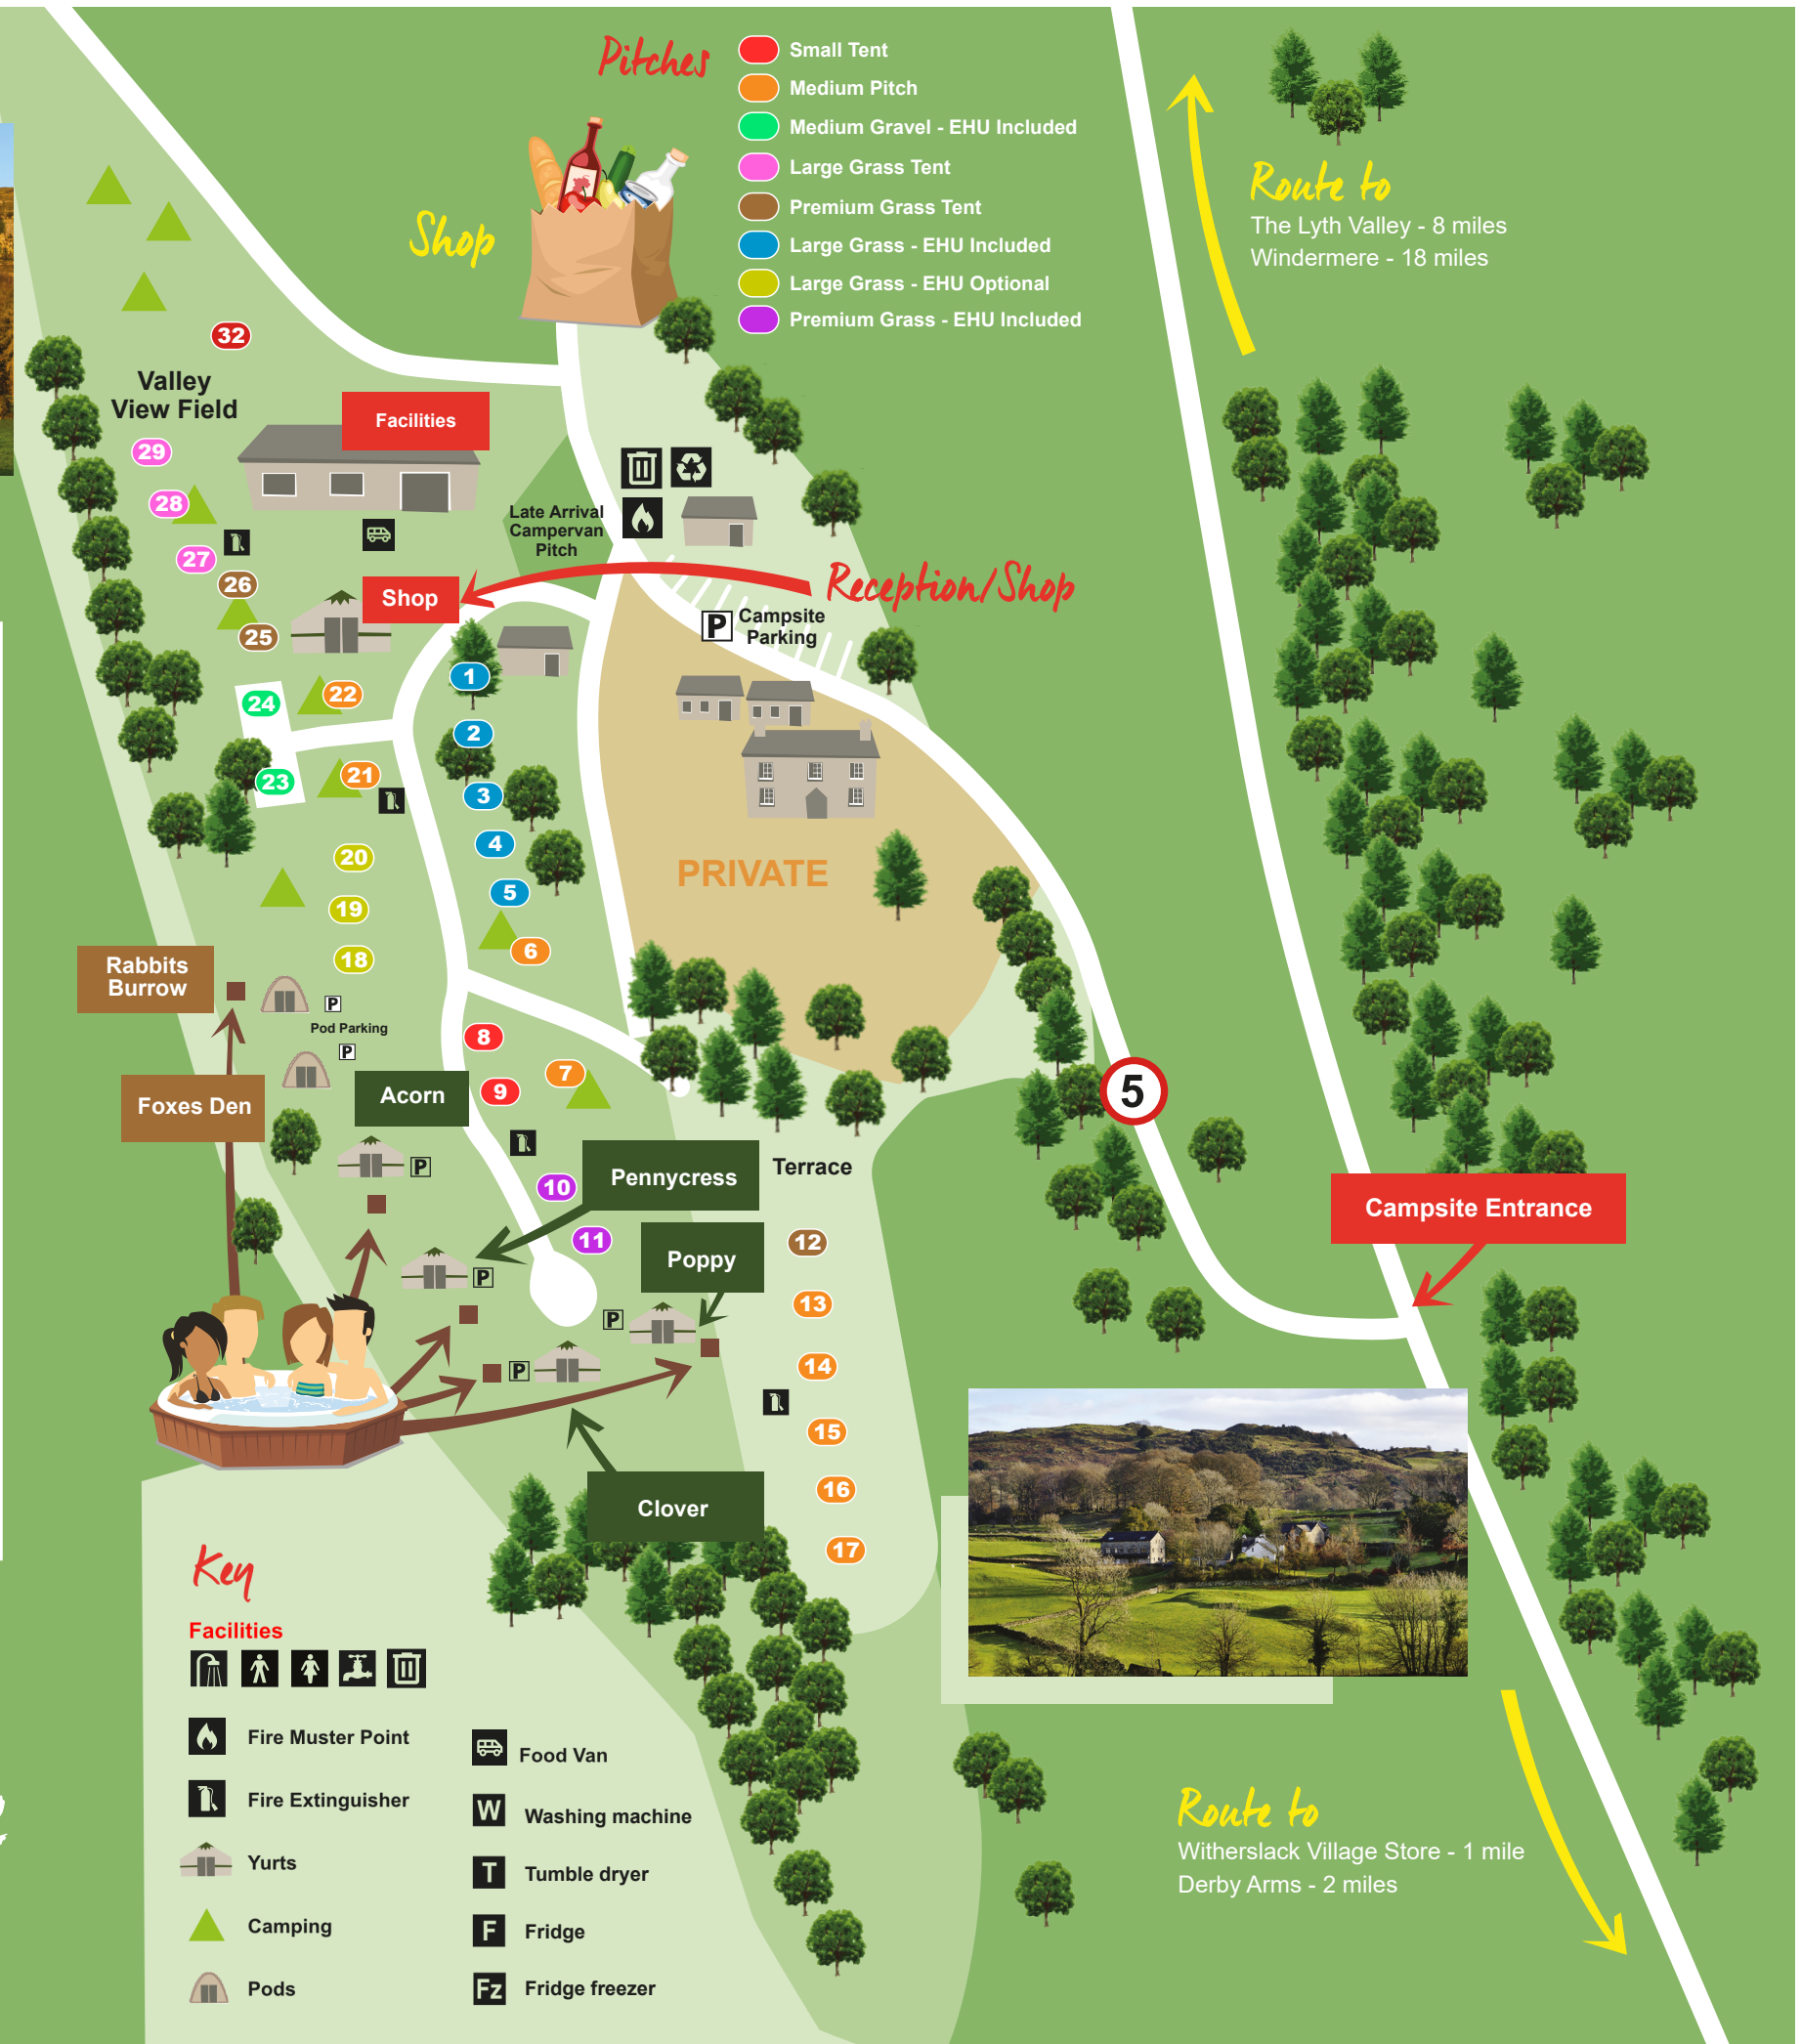 Pitches
Small Tent
Medium Pitch
Medium Gravel - EHU Included
Large Grass Tent
Premium Grass Tent
Large Grass - EHU Included
Large Grass - EHU Optional
Premium Grass - EHU Included
Shop
Route to
The Lyth Valley - 8 miles
Windermere - 18 miles
32
Valley
View Field
Facilities
29
28
27
26
25
Late Arrival
Campervan
Pitch
Shop
Reception/Shop
P
Campsite
Parking
24
22
23
21
1
2
3
4
5
6
20
19
18
PRIVATE
Rabbits
Burrow
P
Pod Parking
P
Foxes Den
Acorn
P
8
9
7
5
10
11
Pennycress
Terrace
Campsite Entrance
Poppy
P
P
P
12
13
14
15
16
17
Clover
Key
Facilities
Fire Muster Point
Fire Extinguisher
Yurts
Camping
Pods
Food Van
W
Washing machine
T
Tumble dryer
F
Fridge
Fz
Fridge freezer
Route to
Witherslack Village Store - 1 mile
Derby Arms - 2 miles